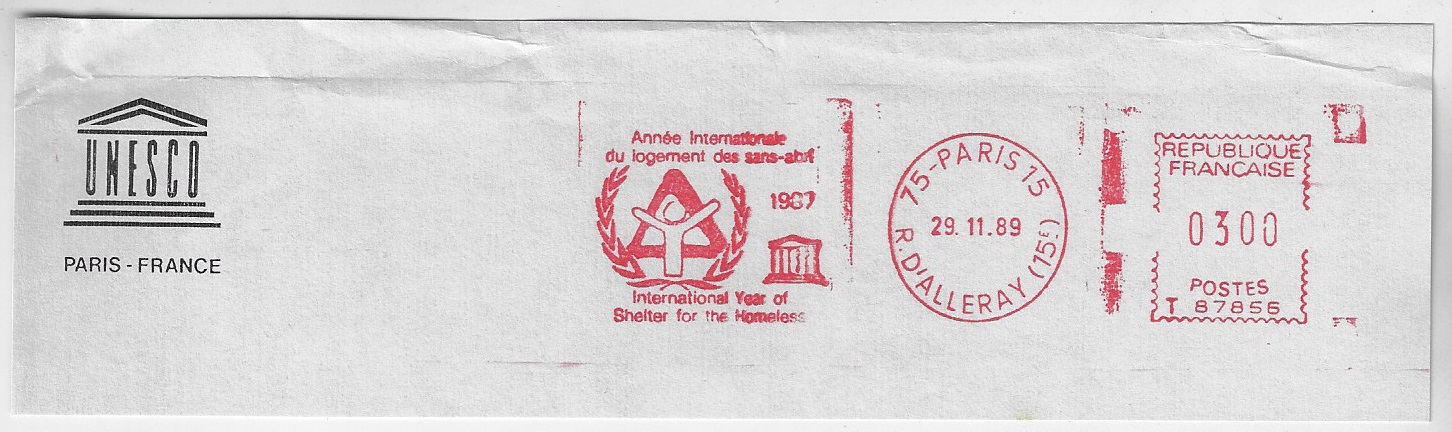 UNESCO
PARIS - FRANCE
Année Internationale
du logement des sans-abri
1987
International Year of
Shelter for the Homeless
75-PARIS 15
29.11.89
R. D'ALLERAY (15E)
REPUBLIQUE
FRANCAISE
0300
POSTES
T 87856